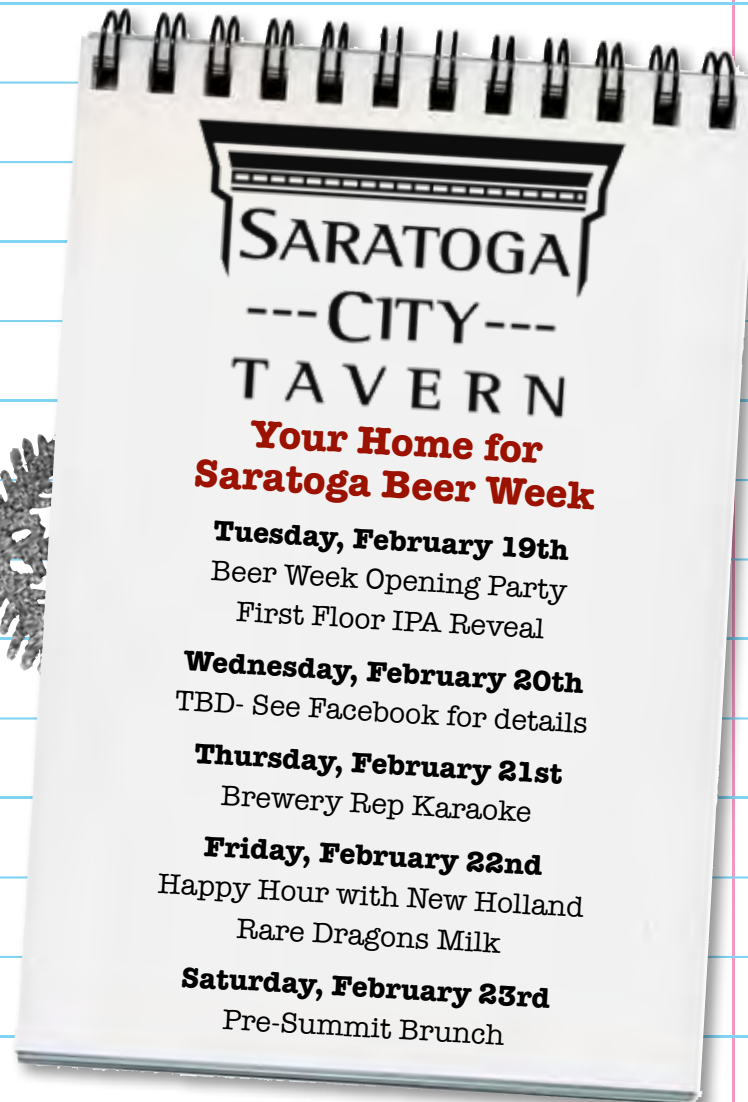 SARATOGA
---CITY---
TAVERN
Your Home for
Saratoga Beer Week
Tuesday, February 19th
Beer Week Opening Party
First Floor IPA Reveal
Wednesday, February 20th
TBD- See Facebook for details
Thursday, February 21st
Brewery Rep Karaoke
Friday, February 22nd
Happy Hour with New Holland
Rare Dragons Milk
Saturday, February 23rd
Pre-Summit Brunch